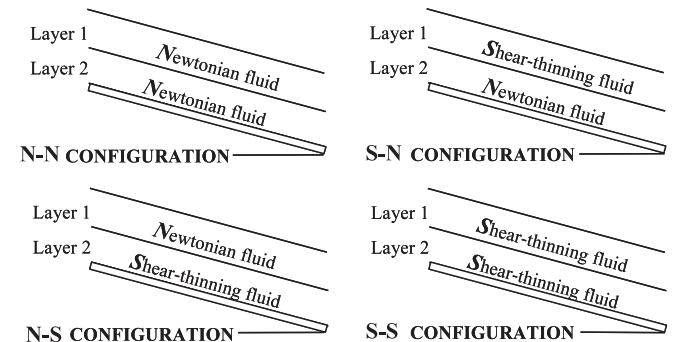 Layer 1
Newtonian fluid
Layer 2
Newtonian fluid
N-N CONFIGURATION
Layer 1
Shear-thinning fluid
Layer 2
Newtonian fluid
S-N CONFIGURATION
Layer 1
Newtonian fluid
Layer 2
Shear-thinning fluid
N-S CONFIGURATION
Layer 1
Shear-thinning fluid
Layer 2
Shear-thinning fluid
S-S CONFIGURATION